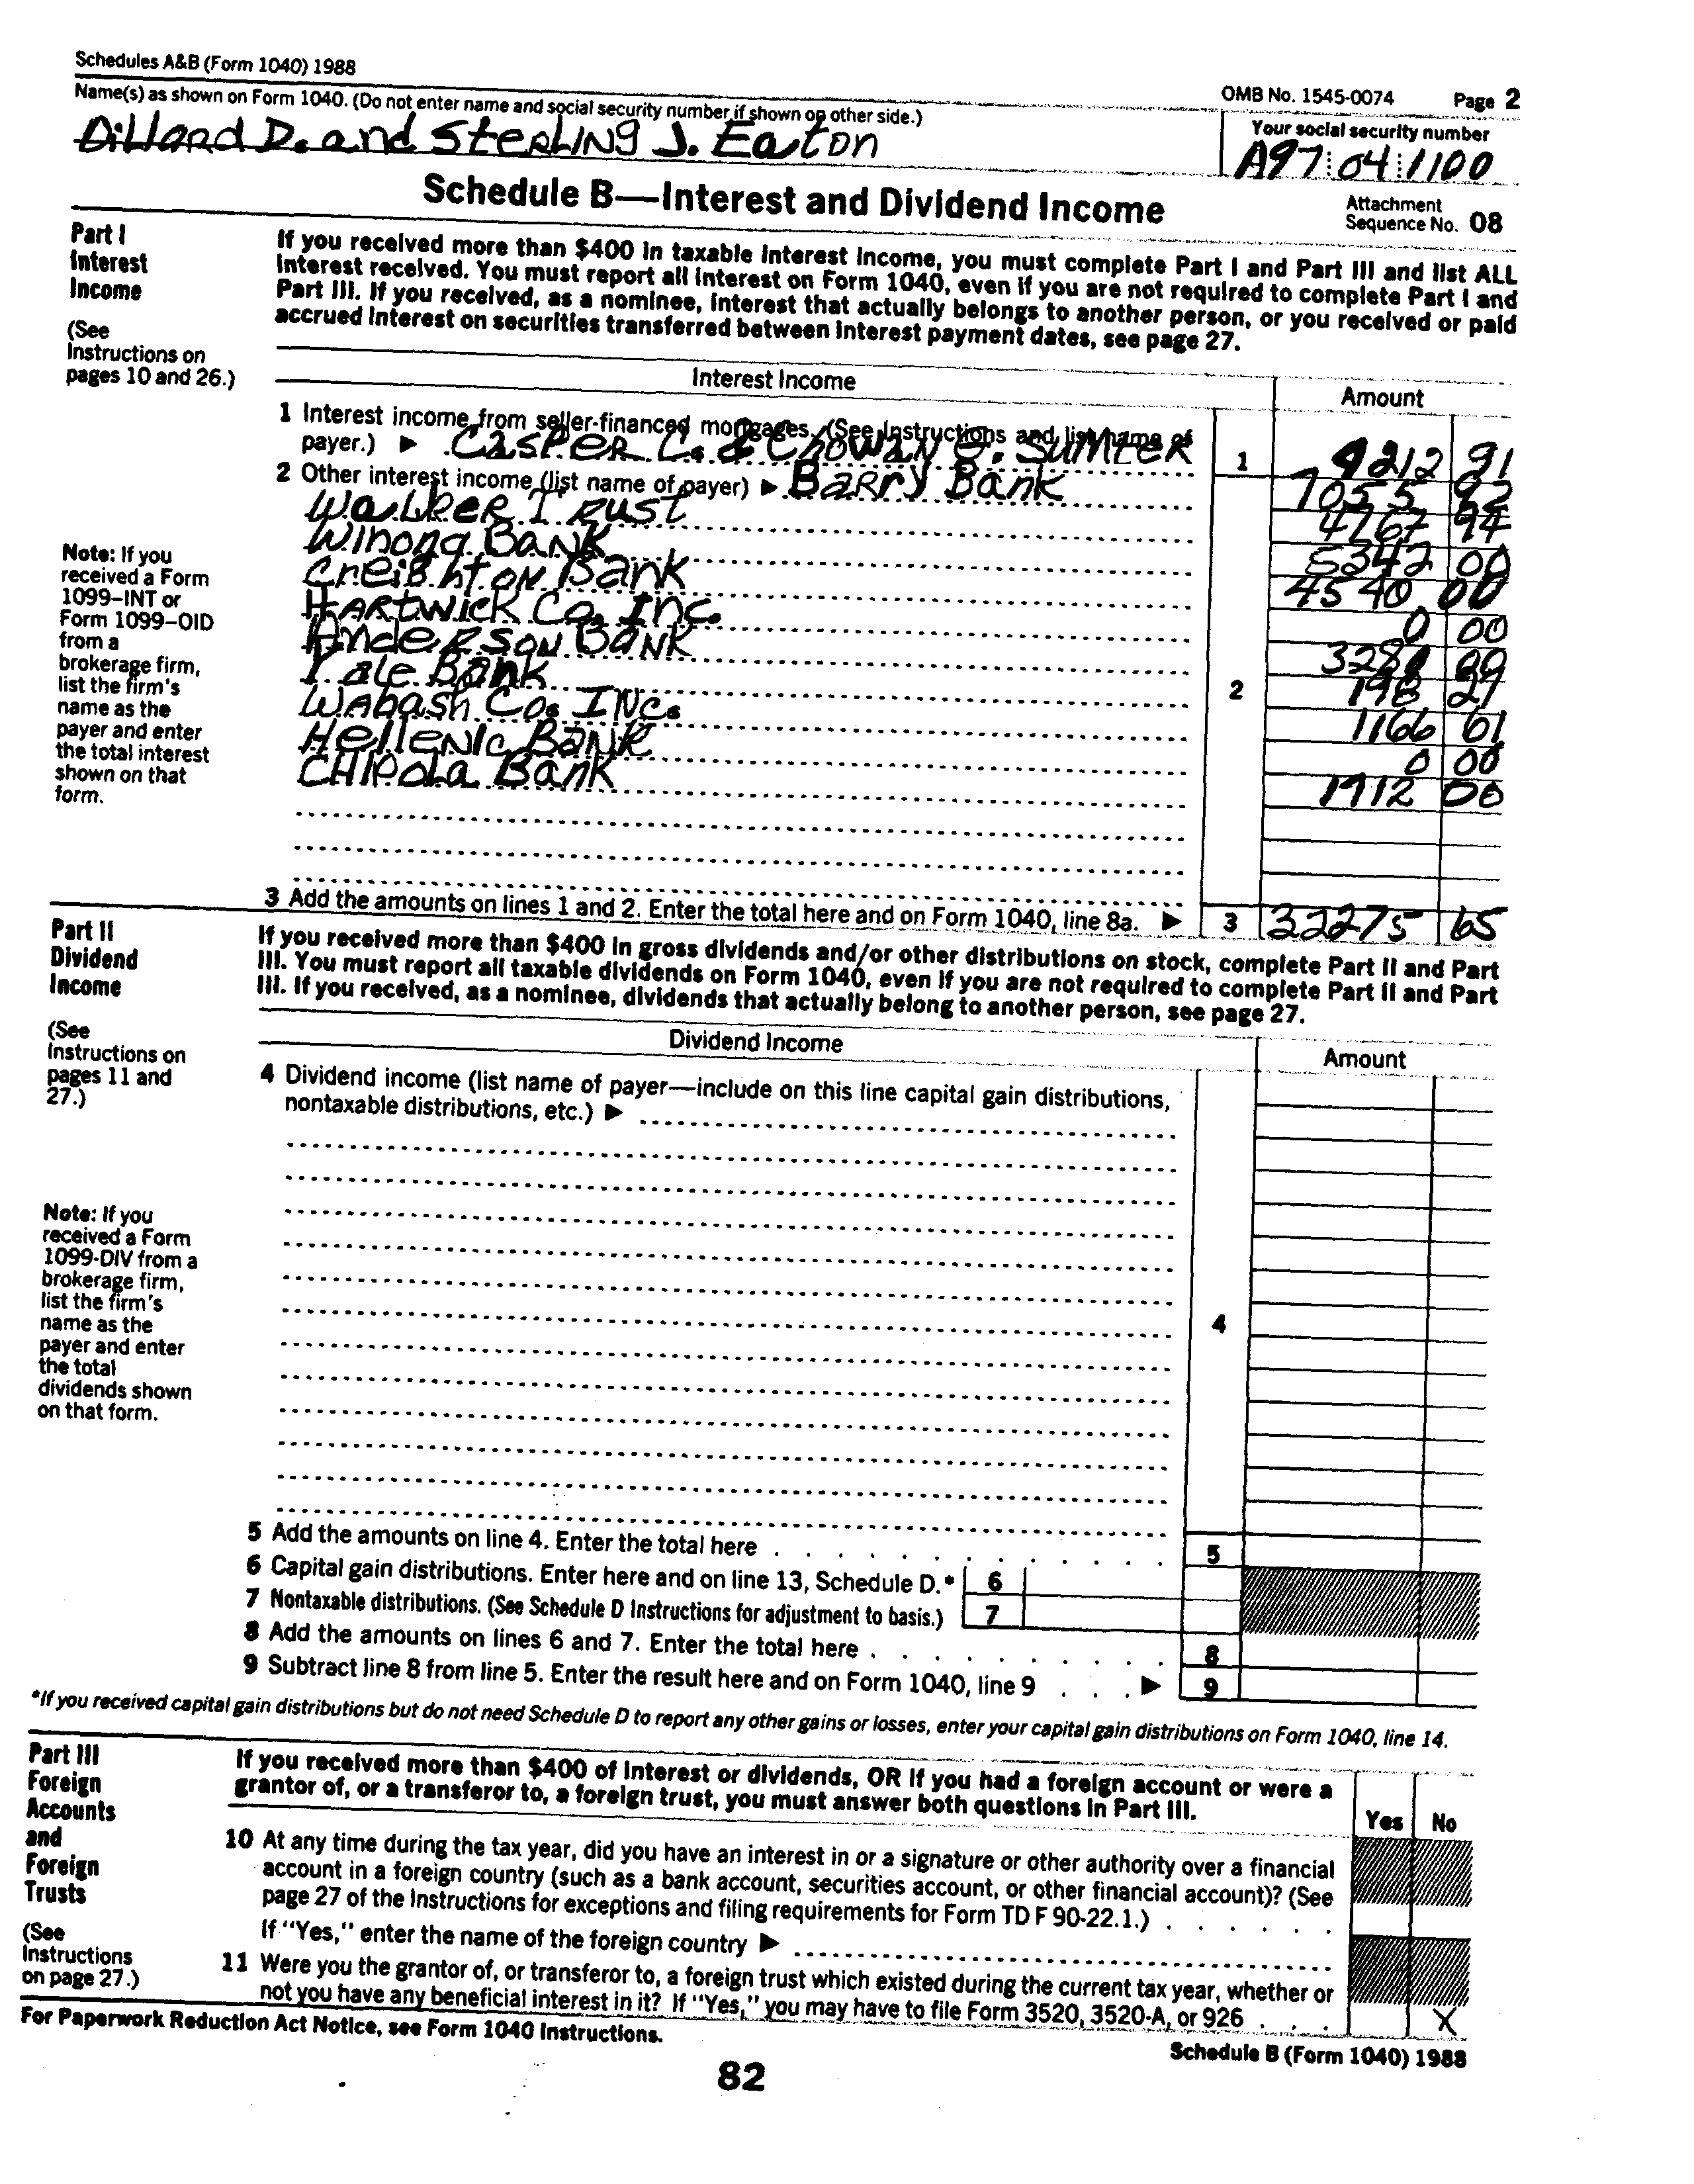 Schedules A&B (Form 1040) 1988
OMB No. 1545-0074 Page 2
Name(s) as shown on Form 1040. (Do not enter name and social security number if shown on other side.)
Dillard D. and Sterling J. Eaton
Your social security number
A97 04 1100
Schedule B—Interest and Dividend Income
Attachment
Sequence No. 08
Part I
Interest
Income
(See
Instructions on
pages 10 and 26.)
If you received more than $400 in taxable interest income, you must complete Part I and Part III and list ALL
interest received. You must report all interest on Form 1040, even if you are not required to complete Part I and
Part III. If you received, as a nominee, interest that actually belongs to another person, or you received or paid
accrued interest on securities transferred between interest payment dates, see page 27.
Interest Income
Amount
1 Interest income from seller-financed mortgages. (See Instructions and list name of
payer.) ▶ Casper C. & Chowan G. Sumter 1 4212 91
2 Other interest income (list name of payer) ▶ Barry Bank 7055 92
Walker Trust 4767 94
Winona Bank 5342 00
Creighton Bank 4540 00
Hartwick Co. Inc. 0 00
Anderson Bank
Yale Bank 2 198 27
Wabash Co. Inc. 1166 61
Hellenic Bank 0 00
Chipola Bank 1912 00
Note: If you
received a Form
1099–INT or
Form 1099–OID
from a
brokerage firm,
list the firm's
name as the
payer and enter
the total interest
shown on that
form.
3 Add the amounts on lines 1 and 2. Enter the total here and on Form 1040, line 8a. ▶ 3 32275 65
Part II
Dividend
Income
(See
Instructions on
pages 11 and
27.)
If you received more than $400 in gross dividends and/or other distributions on stock, complete Part II and Part
III. You must report all taxable dividends on Form 1040, even if you are not required to complete Part II and Part
III. If you received, as a nominee, dividends that actually belong to another person, see page 27.
Dividend Income
Amount
4 Dividend income (list name of payer—include on this line capital gain distributions,
nontaxable distributions, etc.) ▶
4
Note: If you
received a Form
1099-DIV from a
brokerage firm,
list the firm's
name as the
payer and enter
the total
dividends shown
on that form.
5 Add the amounts on line 4. Enter the total here 5
6 Capital gain distributions. Enter here and on line 13, Schedule D.* 6
7 Nontaxable distributions. (See Schedule D Instructions for adjustment to basis.) 7
8 Add the amounts on lines 6 and 7. Enter the total here 8
9 Subtract line 8 from line 5. Enter the result here and on Form 1040, line 9 ▶ 9
*If you received capital gain distributions but do not need Schedule D to report any other gains or losses, enter your capital gain distributions on Form 1040, line 14.
Part III
Foreign
Accounts
and
Foreign
Trusts
(See
Instructions
on page 27.)
If you received more than $400 of interest or dividends, OR if you had a foreign account or were a
grantor of, or a transferor to, a foreign trust, you must answer both questions in Part III.
Yes No
10 At any time during the tax year, did you have an interest in or a signature or other authority over a financial
account in a foreign country (such as a bank account, securities account, or other financial account)? (See
page 27 of the Instructions for exceptions and filing requirements for Form TD F 90-22.1.)
If "Yes," enter the name of the foreign country ▶
11 Were you the grantor of, or transferor to, a foreign trust which existed during the current tax year, whether or
not you have any beneficial interest in it? If "Yes," you may have to file Form 3520, 3520-A, or 926 X
For Paperwork Reduction Act Notice, see Form 1040 Instructions.
Schedule B (Form 1040) 1988
82